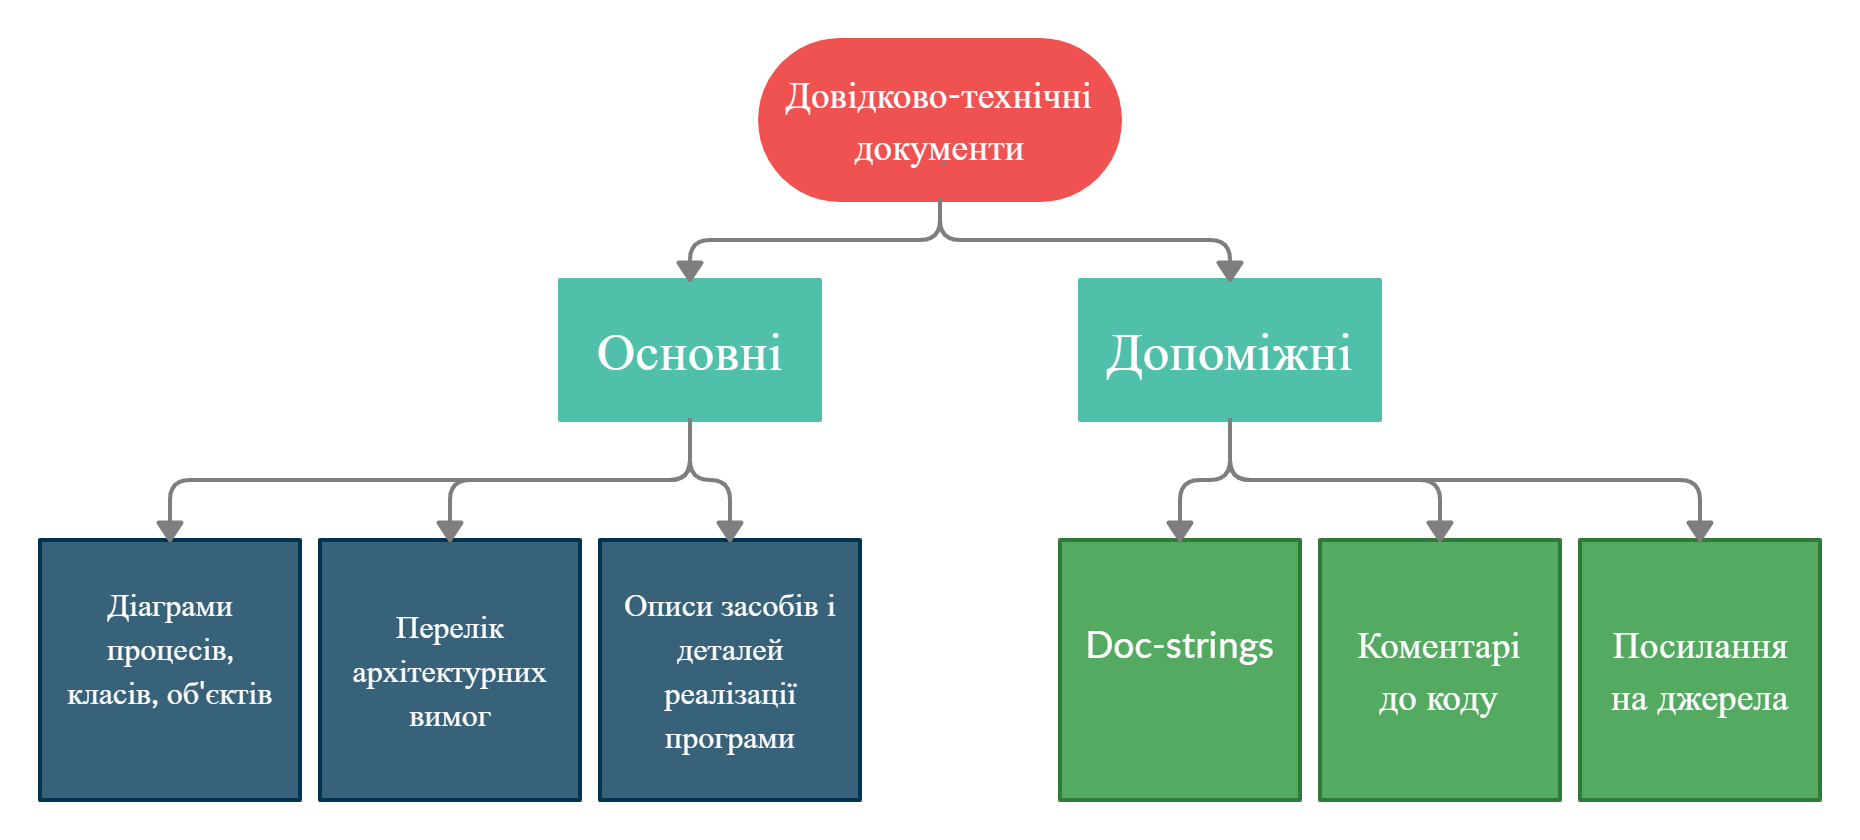 Довідково-технічні
документи
Основні
Допоміжні
Діаграми
процесів,
класів, об'єктів
Перелік
архітектурних
вимог
Описи засобів і
деталей
реалізації
програми
Doc-strings
Коментарі
до коду
Посилання
на джерела